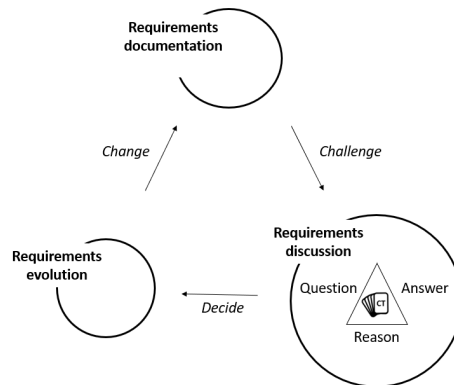 Requirements
documentation
Change
Challenge
Requirements
discussion
Requirements
evolution
Question
Answer
CT
Decide
Reason